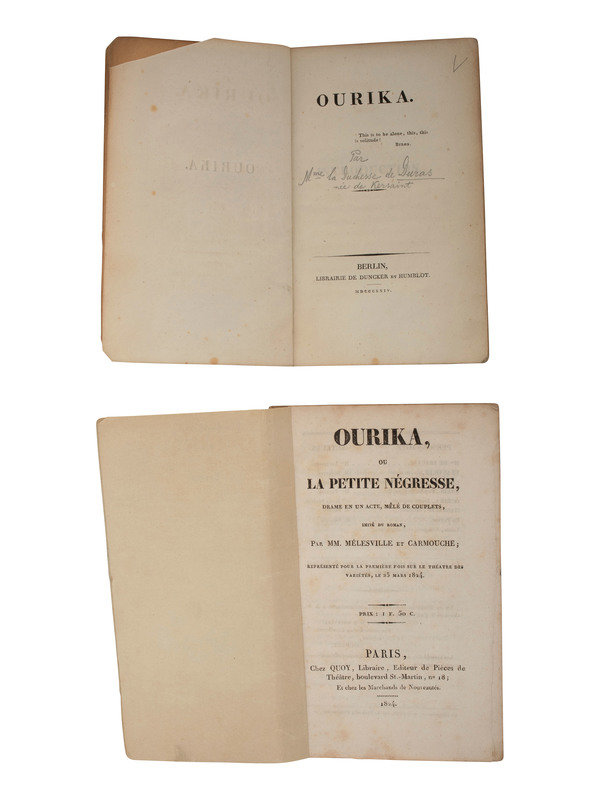 OURIKA.
This is to be alone, this, this
is solitude!
BYRON.
Par
Mme la Duchesse de Duras
née de Kersaint
BERLIN,
LIBRAIRIE DE DUNCKER ET HUMBLOT.
MDCCCXXIV.
OURIKA.
OURIKA,
OU
LA PETITE NÉGRESSE,
DRAME EN UN ACTE, MÊLÉ DE COUPLETS,
IMITÉ DU ROMAN,
PAR MM. MÉLESVILLE ET CARMOUCHE;
REPRÉSENTÉ POUR LA PREMIÈRE FOIS SUR LE THÉATRE DES
VARIÉTÉS, LE 25 MARS 1824.
PRIX: 1 F. 50 C.
PARIS,
Chez QUOY, Libraire, Editeur de Pièces de
Théâtre, boulevard St.-Martin, n° 18;
Et chez les Marchands de Nouveautés.
1824.